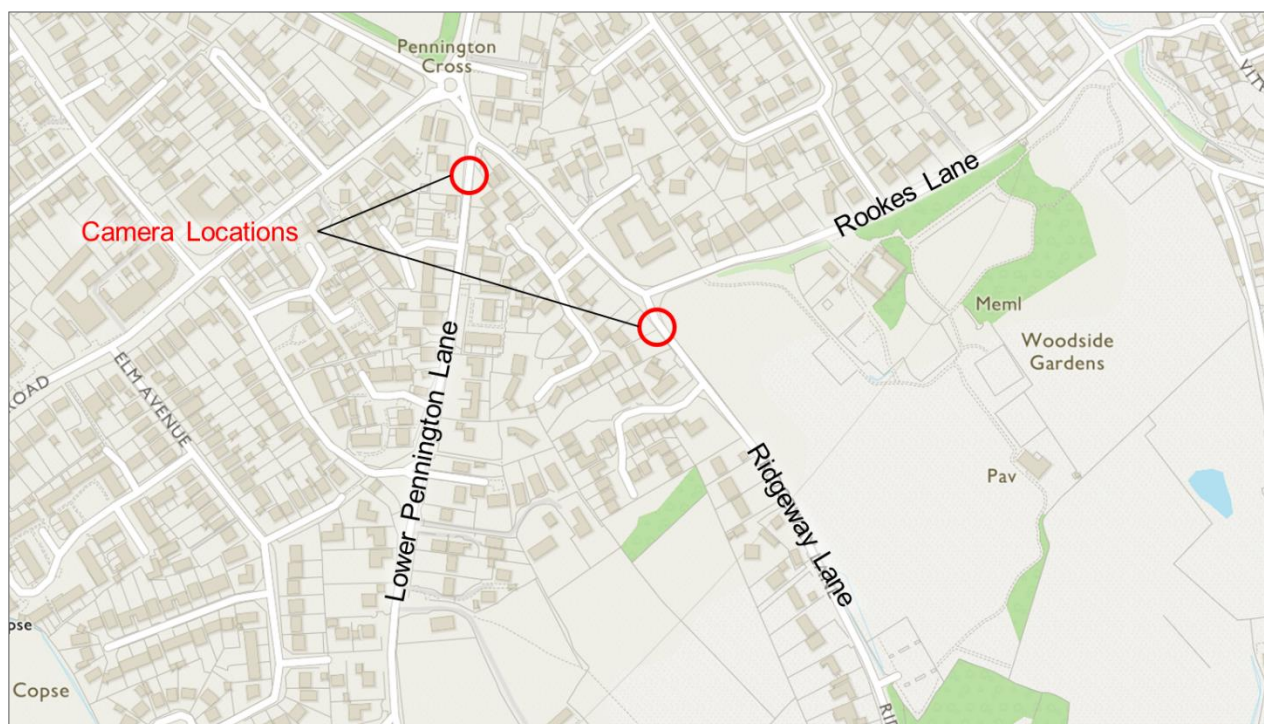 Pennington
Cross
VITR
Rookes Lane
Camera Locations
Meml
Woodside
Gardens
ROAD
ELM AVENUE
Lower Pennington Lane
Ridgeway Lane
Pav
Copse